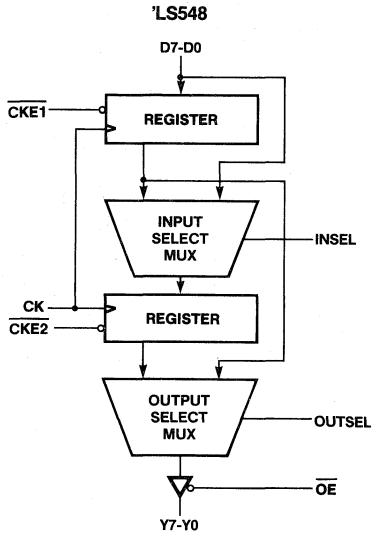 'LS548
D7-D0
CKE1
REGISTER
INPUT
SELECT
MUX
INSEL
CK
CKE2
REGISTER
OUTPUT
SELECT
MUX
OUTSEL
OE
Y7-Y0